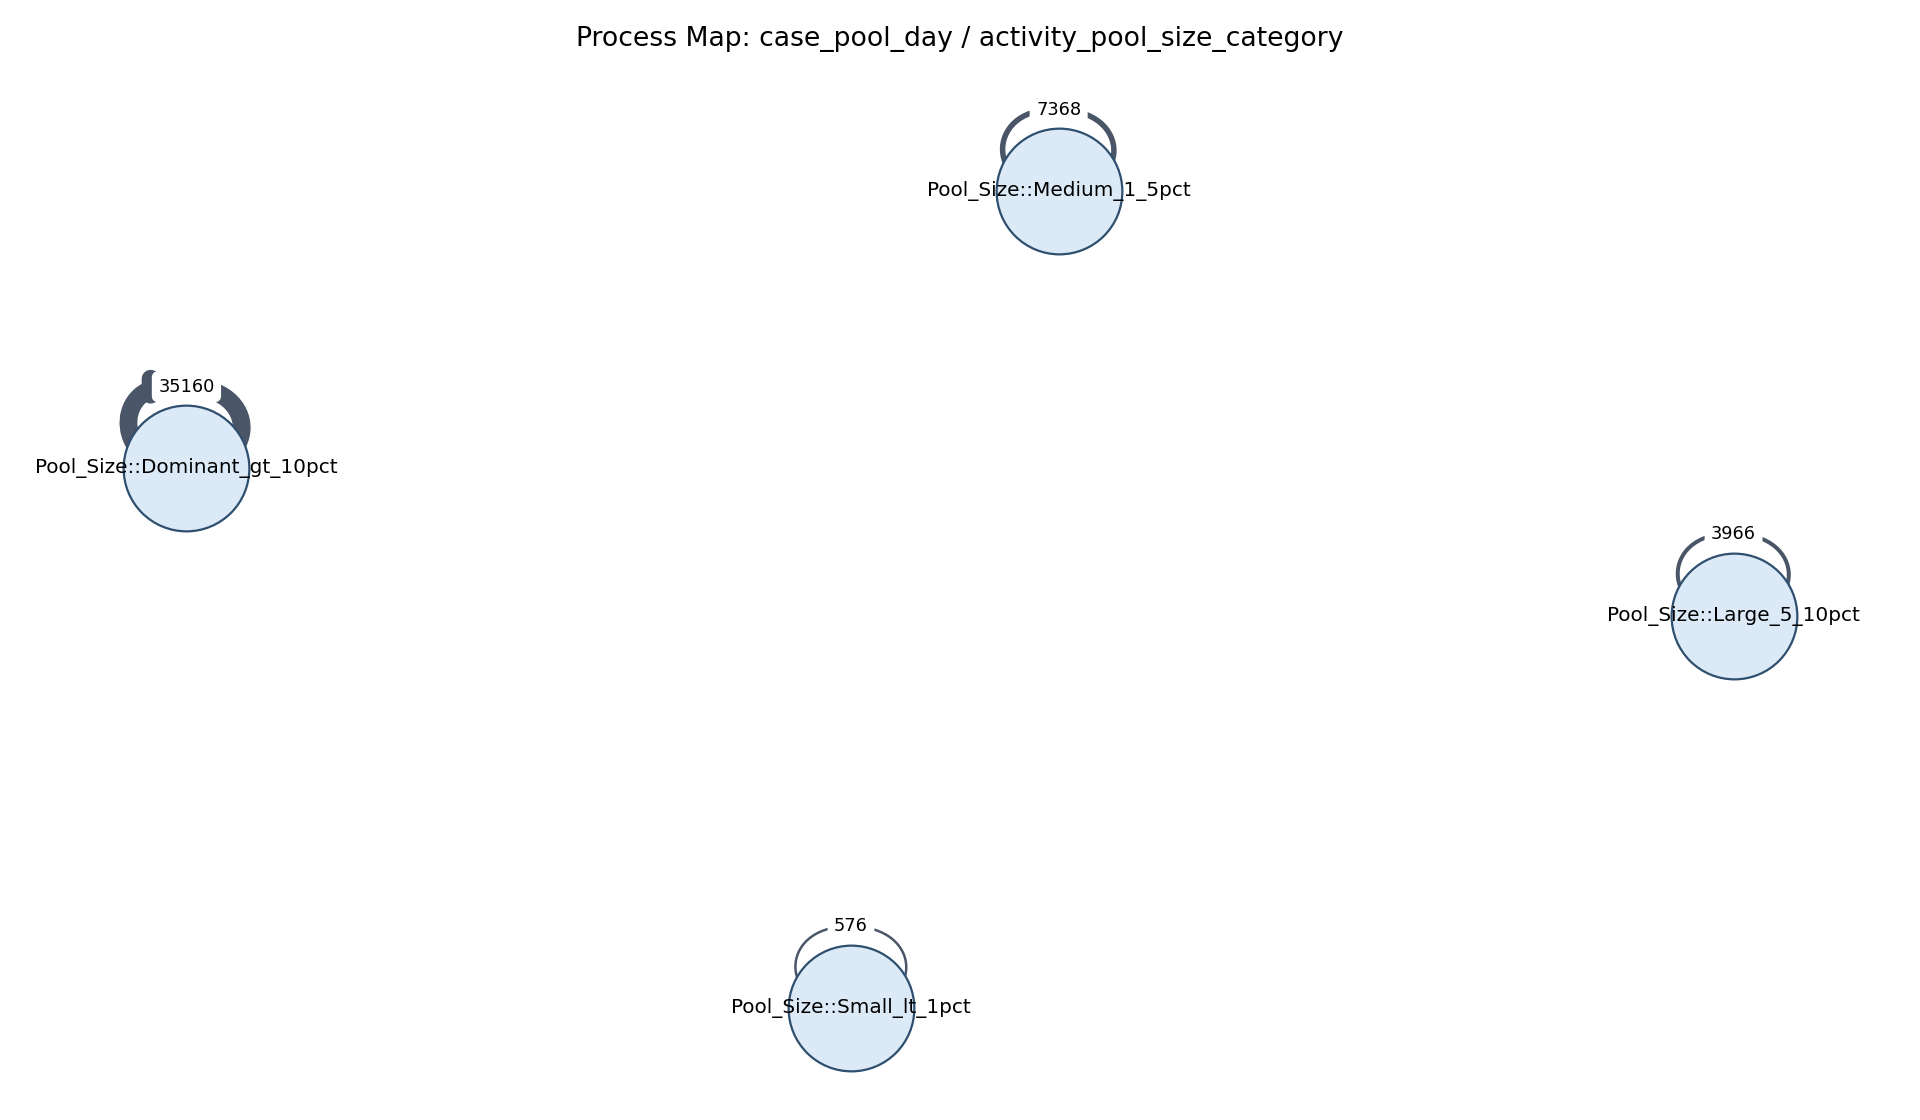 Process Map: case_pool_day / activity_pool_size_category
7368
Pool_Size::Medium_1_5pct
35160
Pool_Size::Dominant_gt_10pct
3966
Pool_Size::Large_5_10pct
576
Pool_Size::Small_lt_1pct